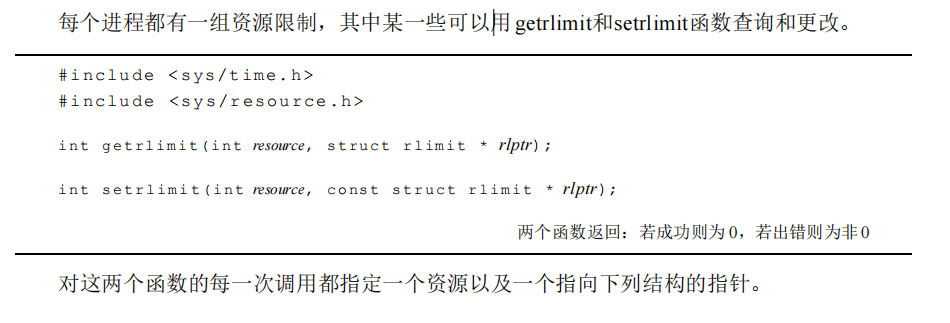 每个进程都有一组资源限制，其中某一些可以用getrlimit和setrlimit函数查询和更改。
#include <sys/time.h>
#include <sys/resource.h>
int getrlimit(int resource, struct rlimit * rlptr);
int setrlimit(int resource, const struct rlimit * rlptr);
两个函数返回：若成功则为0，若出错则为非0
对这两个函数的每一次调用都指定一个资源以及一个指向下列结构的指针。